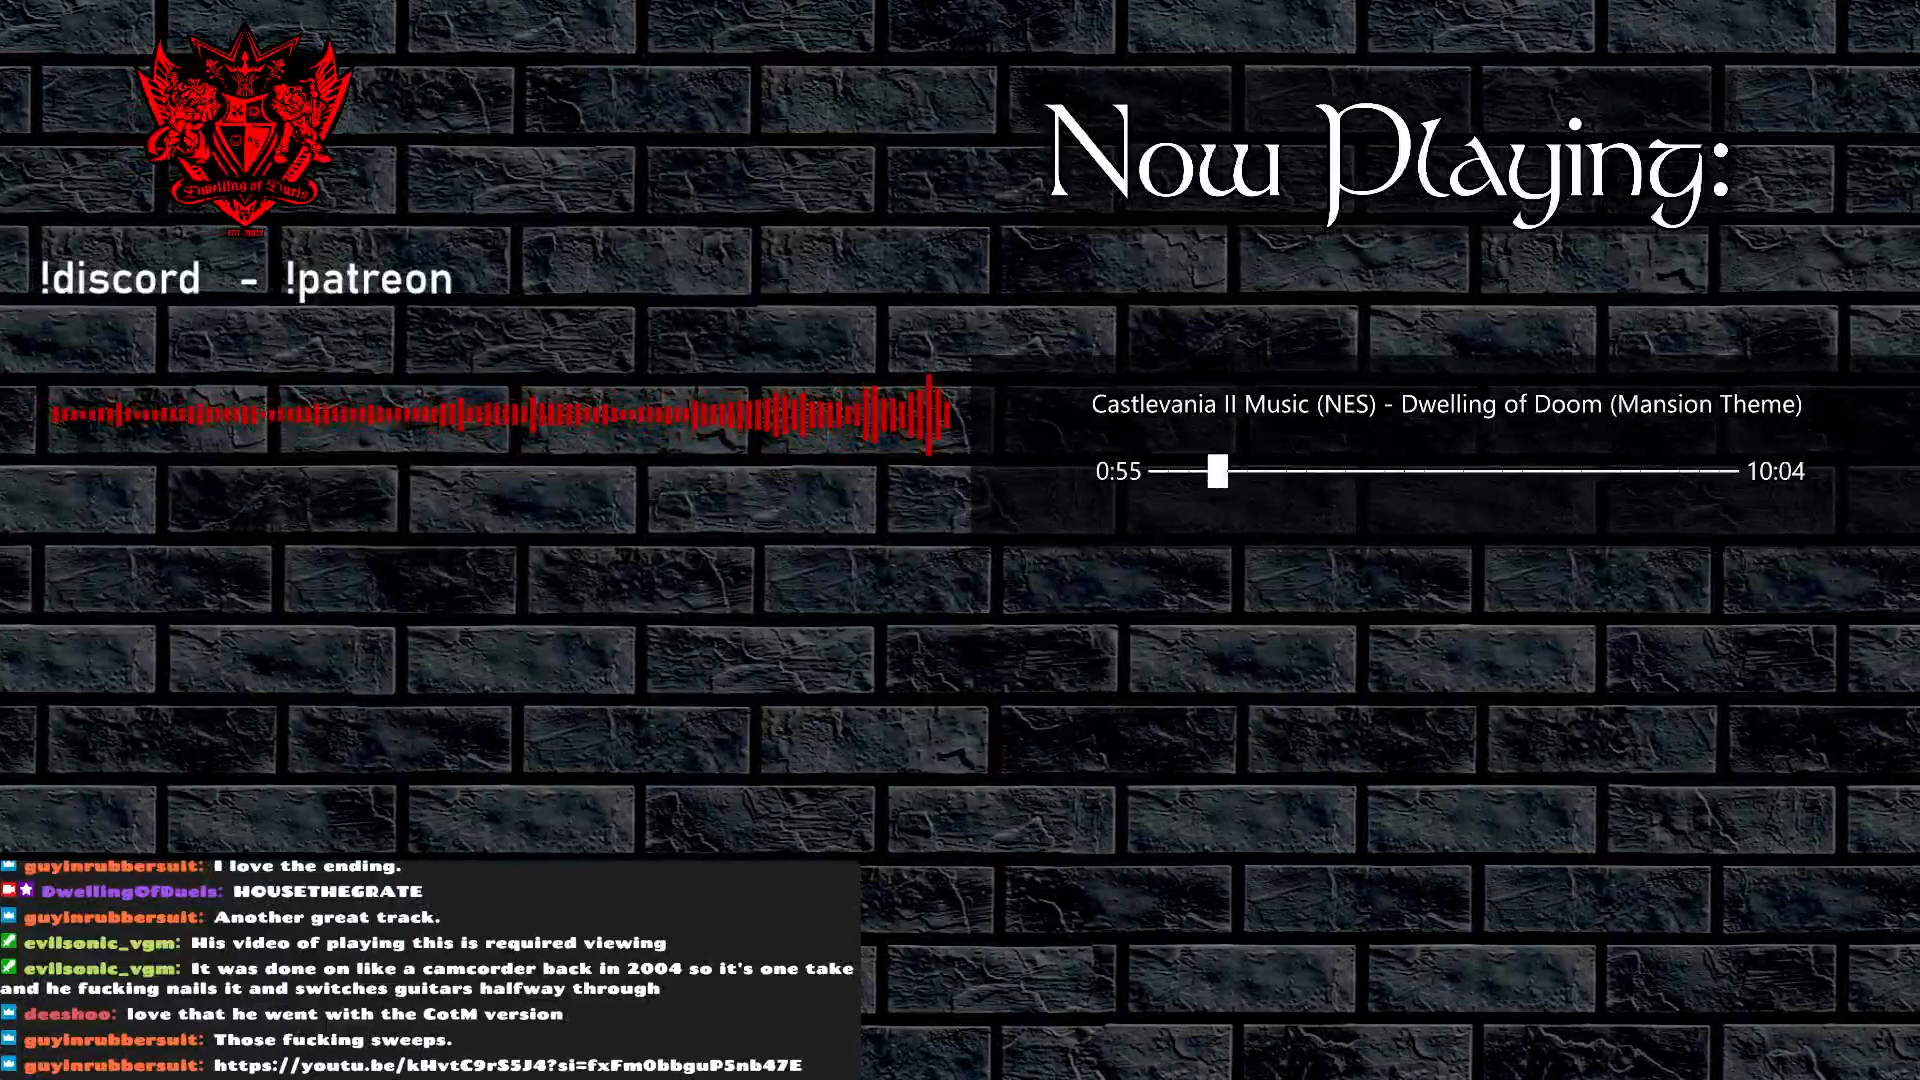 Dwelling of Duels
Now Playing:
!discord - !patreon
Castlevania II Music (NES) - Dwelling of Doom (Mansion Theme)
0:55 10:04
guyinrubbersuit: I love the ending.
DwellingOfDuels: HOUSETHEGRATE
guyinrubbersuit: Another great track.
evilsonic_vgm: His video of playing this is required viewing
evilsonic_vgm: It was done on like a camcorder back in 2004 so it's one take
and he fucking nails it and switches guitars halfway through
deeshoo: love that he went with the CotM version
guyinrubbersuit: Those fucking sweeps.
guyinrubbersuit: https://youtu.be/kHvtC9rS5J4?si=fxFm0bbguP5nb47E